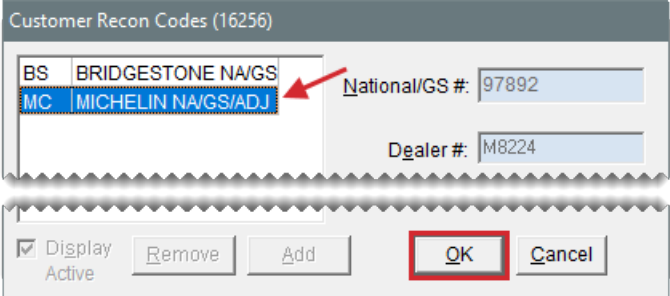 Customer Recon Codes (16256)
BS BRIDGESTONE NA/GS
MC MICHELIN NA/GS/ADJ
National/GS #: 97892
Dealer #: M8224
Display Active
Remove
Add
OK
Cancel